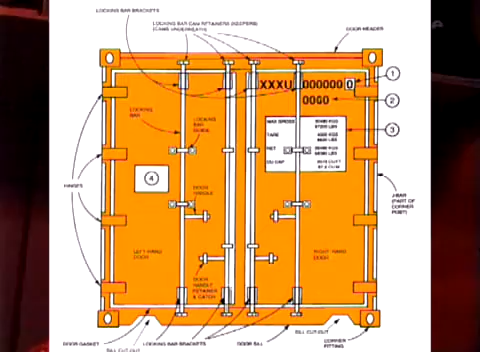 LOCKING BAR BRACKETS
LOCKING BAR CAM RETAINERS (KEEPERS)
(CAMS UNDERNEATH)
DOOR HEADER
XXXU 000000 0
1
0000
2
LOCKING
BAR
LOCKING
BAR
GUIDE
MAX GROSS
TARE
NET
CU CAP
3
HINGES
4
DOOR
HANDLE
J-BAR
(PART OF
CORNER
POST)
LEFT HAND
DOOR
RIGHT HAND
DOOR
DOOR
HANDLE
RETAINER
& CATCH
DOOR GASKET
SILL CUT OUT
LOCKING BAR BRACKETS
DOOR SILL
SILL CUT OUT
CORNER
FITTING